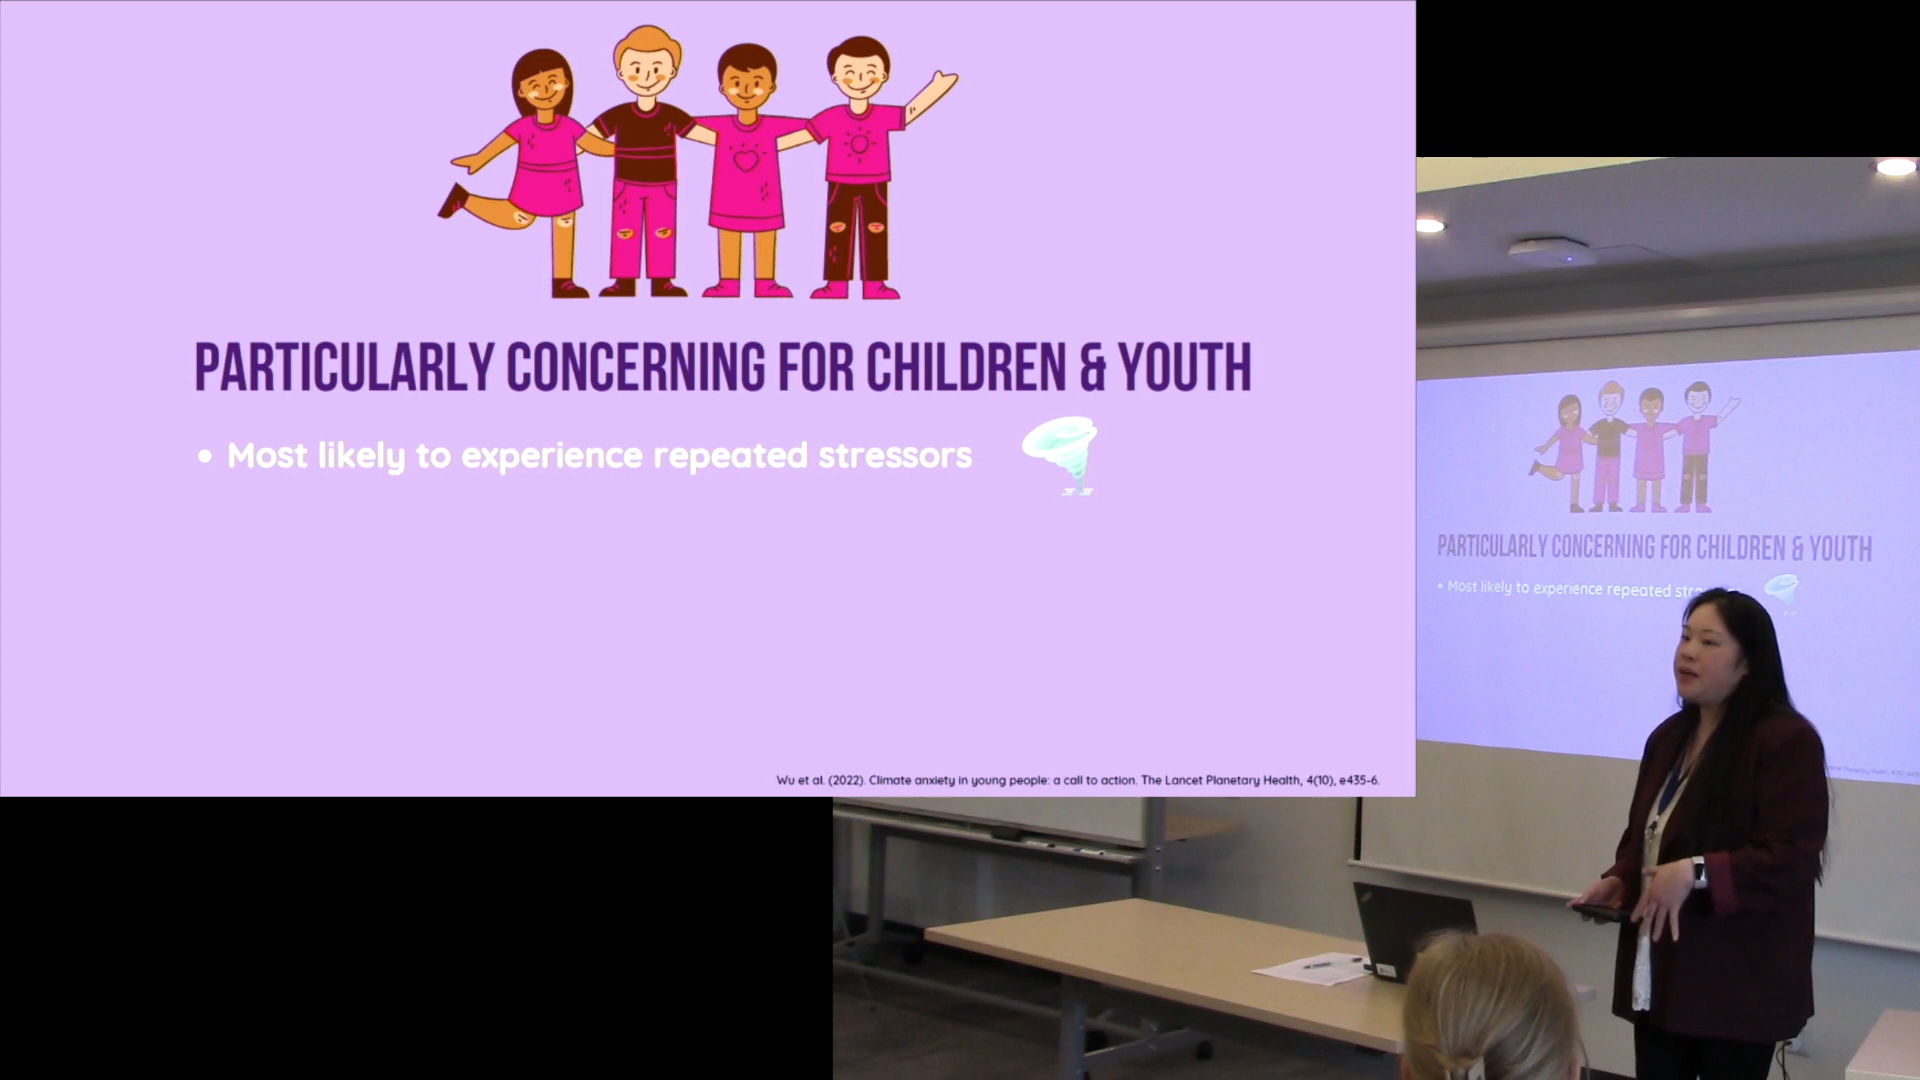 PARTICULARLY CONCERNING FOR CHILDREN & YOUTH
• Most likely to experience repeated stressors
Wu et al. (2022). Climate anxiety in young people: a call to action. The Lancet Planetary Health, 4(10), e435-6.
PARTICULARLY CONCERNING FOR CHILDREN & YOUTH
• Most likely to experience repeated